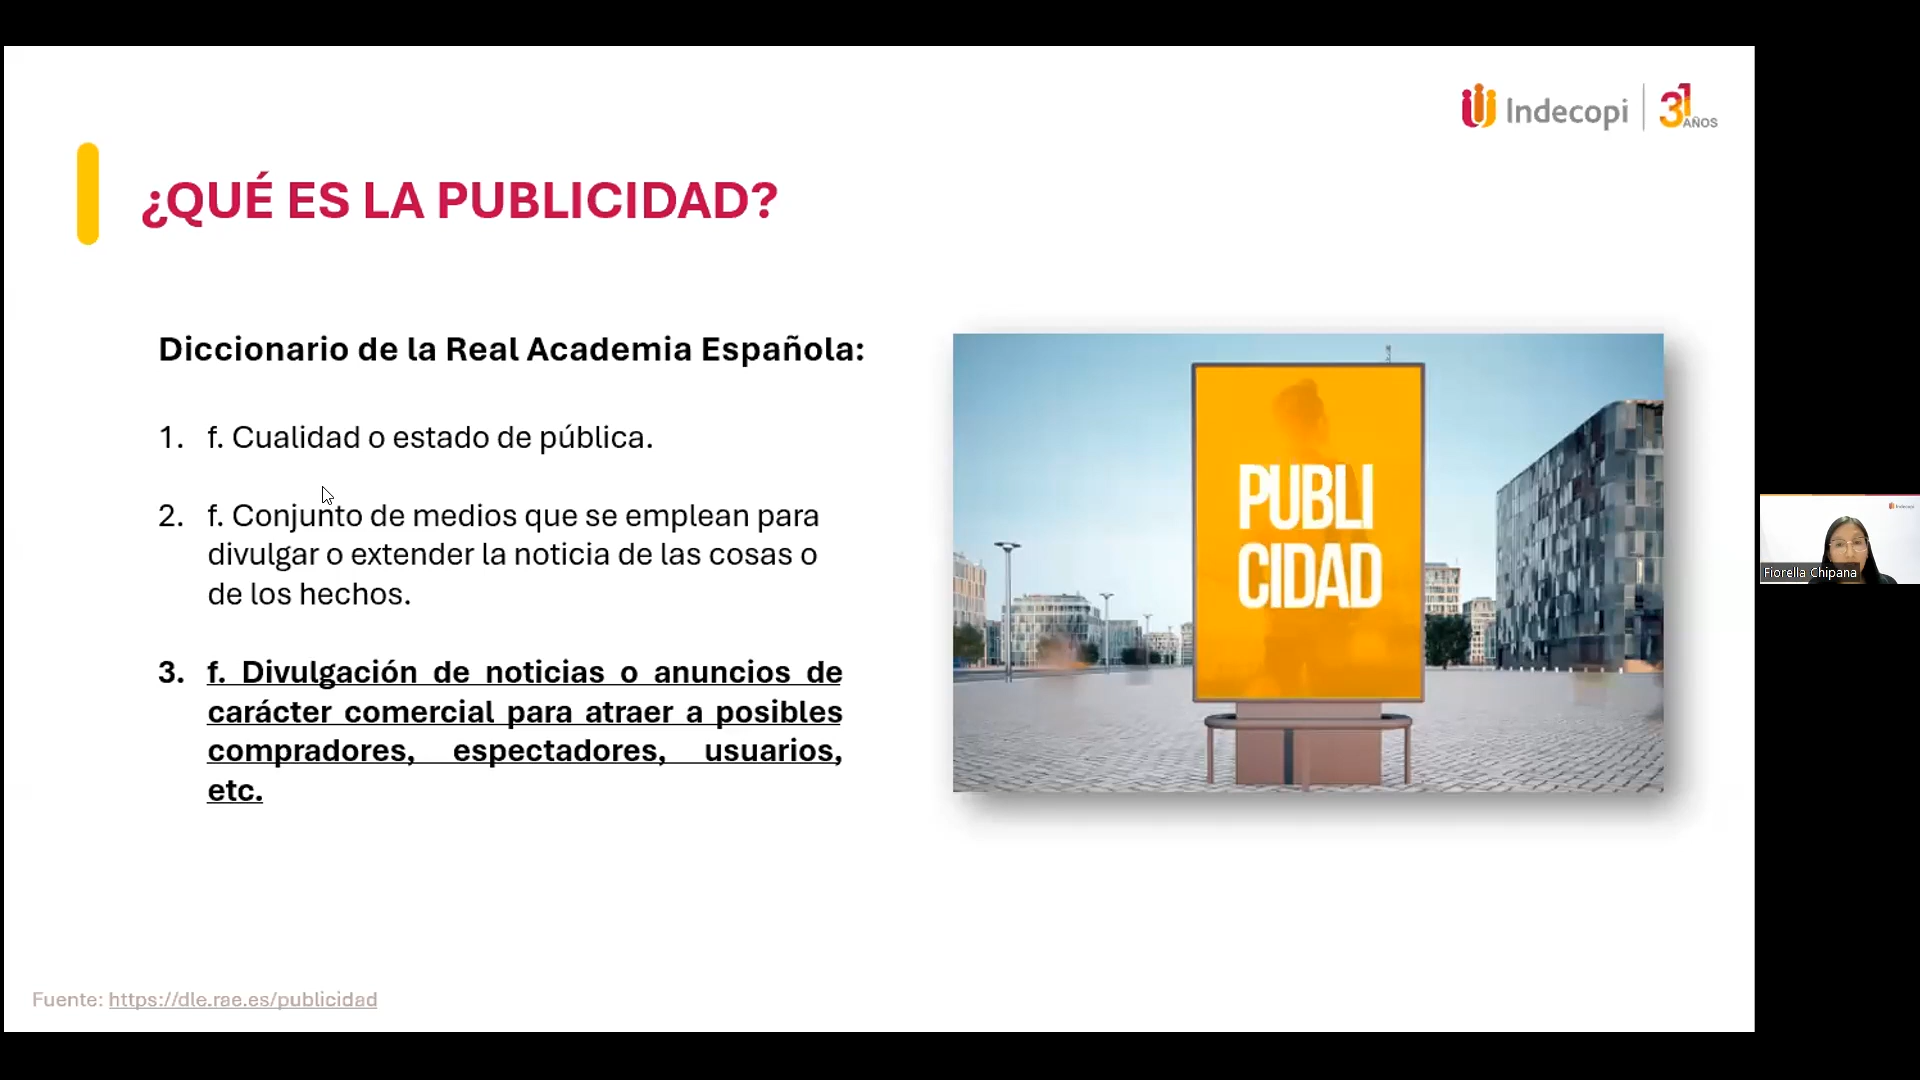 Indecopi
31 AÑOS
¿QUÉ ES LA PUBLICIDAD?
Diccionario de la Real Academia Española:
1. f. Cualidad o estado de pública.
2. f. Conjunto de medios que se emplean para
divulgar o extender la noticia de las cosas o
de los hechos.
3. f. Divulgación de noticias o anuncios de
carácter comercial para atraer a posibles
compradores, espectadores, usuarios,
etc.
PUBLI
CIDAD
Indecopi
Fiorella Chipana
Fuente: https://dle.rae.es/publicidad